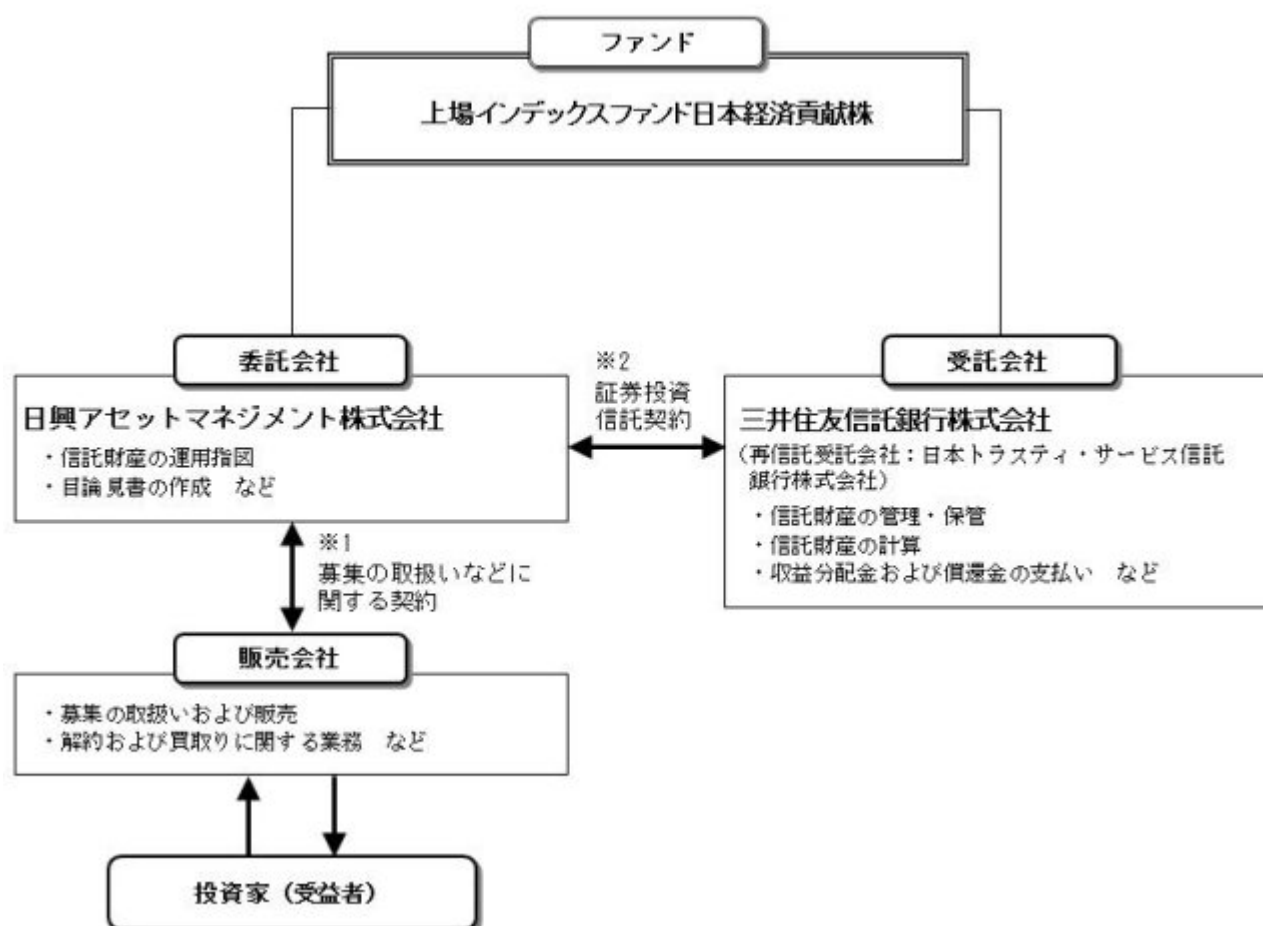 ファンド
上場インデックスファンド日本経済貢献株
委託会社
日興アセットマネジメント株式会社
・信託財産の運用指図
・目論見書の作成　など
※2
証券投資
信託契約
受託会社
三井住友信託銀行株式会社
（再信託受託会社：日本トラスティ・サービス信託
銀行株式会社）
・信託財産の管理・保管
・信託財産の計算
・収益分配金および償還金の支払い　など
※1
募集の取扱いなどに
関する契約
販売会社
・募集の取扱いおよび販売
・解約および買取りに関する業務　など
投資家（受益者）